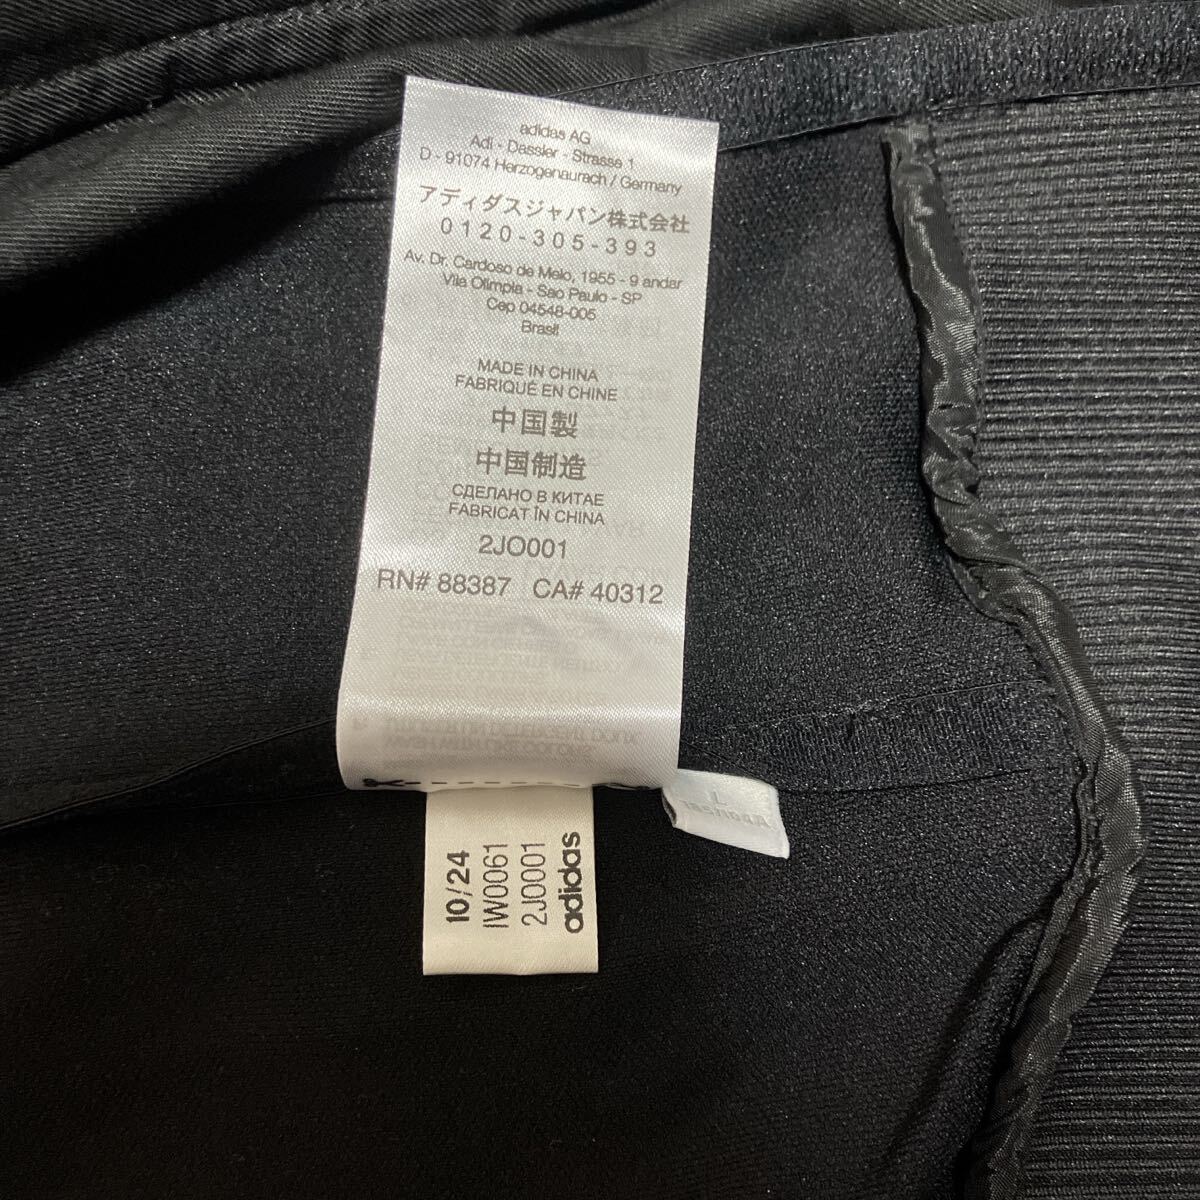 adidas AG
Adi - Dassler - Strasse 1
D - 91074 Herzogenaurach / Germany
アディダスジャパン株式会社
0120-305-393
Av. Dr. Cardoso de Melo, 1955 - 9 andar
Vila Olimpia - Sao Paulo - SP
Cep 04548-005
Brasil
MADE IN CHINA
FABRIQUÉ EN CHINE
中国製
中国制造
СДЕЛАНО В КИТАЕ
FABRICAT ÎN CHINA
2JO001
RN# 88387 CA# 40312
10/24
IW0061
2JO001
adidas
L